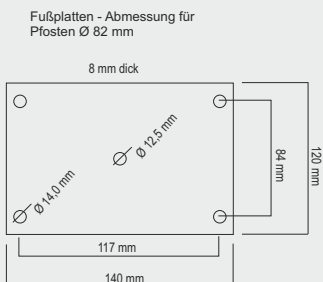 Fußplatten - Abmessung für
Pfosten Ø 82 mm
8 mm dick
Ø 12,5 mm
Ø 14,0 mm
84 mm
120 mm
117 mm
140 mm